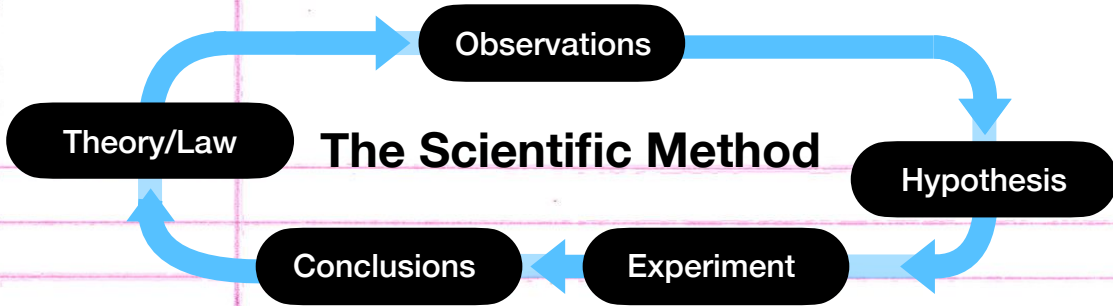 Observations
Theory/Law
The Scientific Method
Hypothesis
Conclusions
Experiment